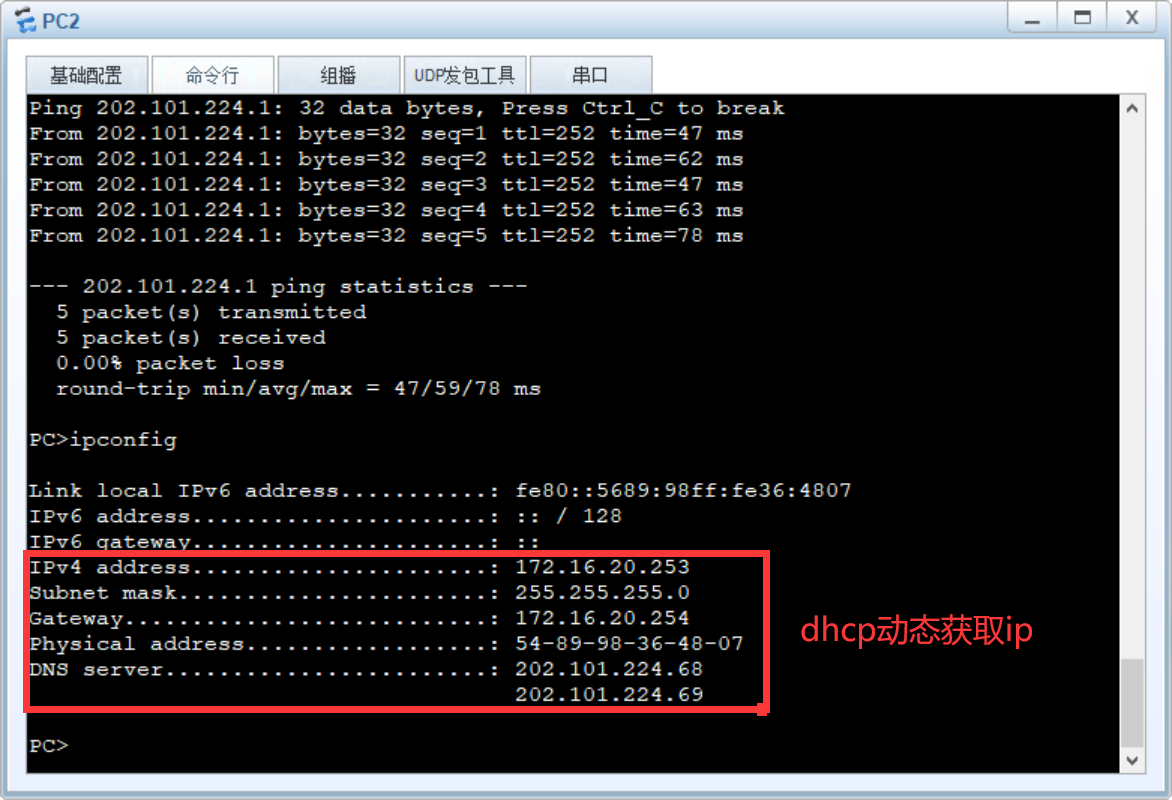 PC2
基础配置 命令行 组播 UDP发包工具 串口
Ping 202.101.224.1: 32 data bytes, Press Ctrl_C to break
From 202.101.224.1: bytes=32 seq=1 ttl=252 time=47 ms
From 202.101.224.1: bytes=32 seq=2 ttl=252 time=62 ms
From 202.101.224.1: bytes=32 seq=3 ttl=252 time=47 ms
From 202.101.224.1: bytes=32 seq=4 ttl=252 time=63 ms
From 202.101.224.1: bytes=32 seq=5 ttl=252 time=78 ms
--- 202.101.224.1 ping statistics ---
5 packet(s) transmitted
5 packet(s) received
0.00% packet loss
round-trip min/avg/max = 47/59/78 ms
PC>ipconfig
Link local IPv6 address...........: fe80::5689:98ff:fe36:4807
IPv6 address......................: :: / 128
IPv6 gateway......................: ::
IPv4 address......................: 172.16.20.253
Subnet mask.......................: 255.255.255.0
Gateway...........................: 172.16.20.254
Physical address..................: 54-89-98-36-48-07
DNS server........................: 202.101.224.68
202.101.224.69
dhcp动态获取ip
PC>